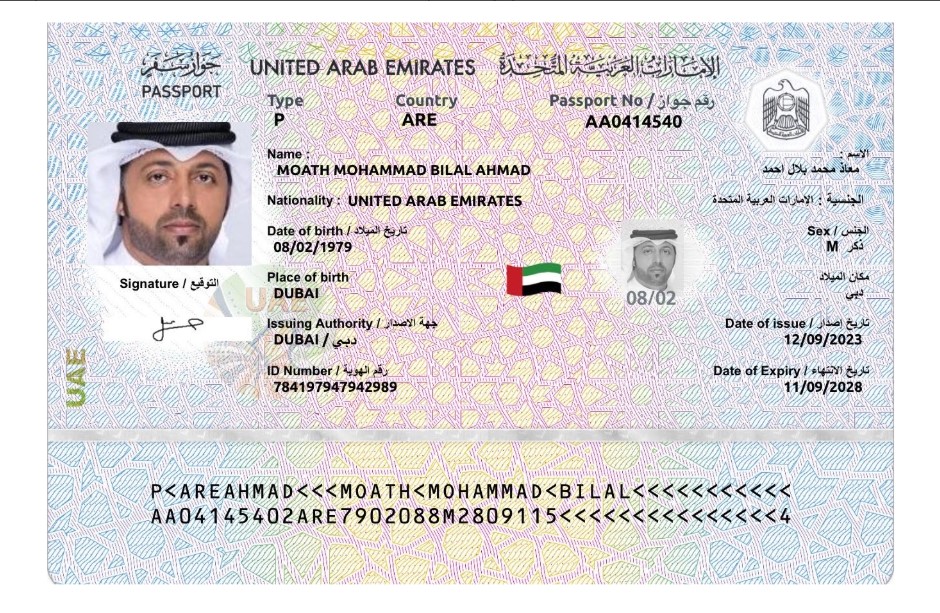 جواز سفر
UNITED ARAB EMIRATES
الإمارات العربية المتحدة
PASSPORT
Type
Country
Passport No / رقم جواز
P
ARE
AA0414540
Name :
الاسم :
MOATH MOHAMMAD BILAL AHMAD
معاذ محمد بلال احمد
Nationality : UNITED ARAB EMIRATES
الجنسية : الإمارات العربية المتحدة
Date of birth / تاريخ الميلاد
Sex / الجنس
08/02/1979
M ذكر
Place of birth
مكان الميلاد
DUBAI
دبي
08/02
Signature / التوقيع
UAE
Issuing Authority / جهة الاصدار
Date of issue / تاريخ إصدار
DUBAI / دبي
12/09/2023
ID Number / رقم الهوية
Date of Expiry / تاريخ الانتهاء
784197947942989
11/09/2028
UAE
P<AREAHMAD<<<MOATH<MOHAMMAD<BILAL<<<<<<<<<<<
AA04145402ARE7902088M2809115<<<<<<<<<<<<<<<4